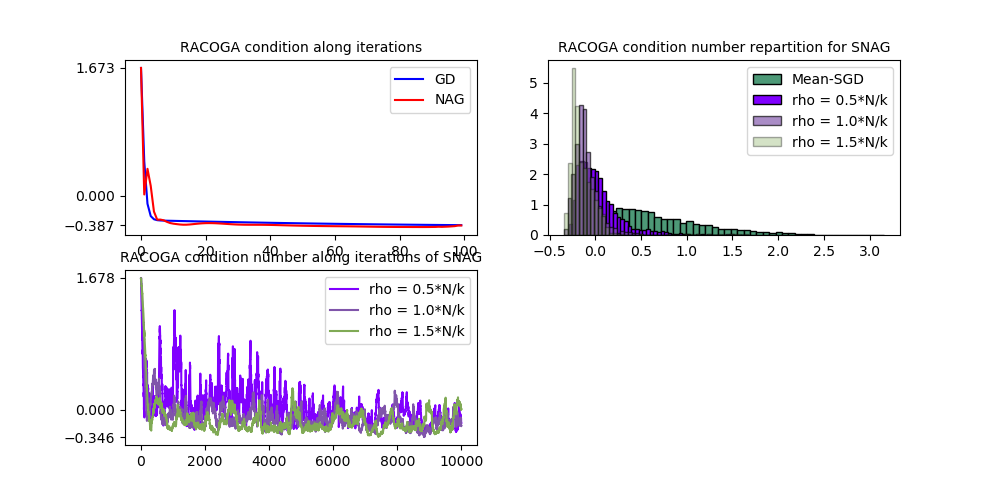 RACOGA condition along iterations
1.673
0.000
−0.387
GD
NAG
0
20
40
60
80
100
RACOGA condition number repartition for SNAG
5
4
3
2
1
0
Mean-SGD
rho = 0.5*N/k
rho = 1.0*N/k
rho = 1.5*N/k
−0.5
0.0
0.5
1.0
1.5
2.0
2.5
3.0
RACOGA condition number along iterations of SNAG
1.678
0.000
−0.346
rho = 0.5*N/k
rho = 1.0*N/k
rho = 1.5*N/k
0
2000
4000
6000
8000
10000